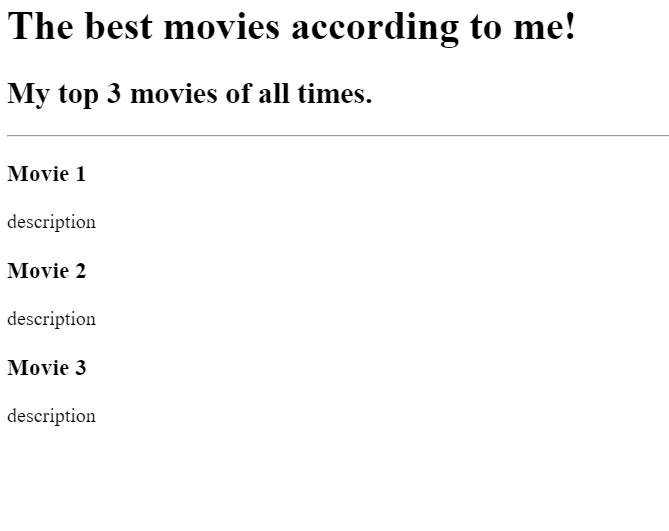 The best movies according to me!
My top 3 movies of all times.
Movie 1
description
Movie 2
description
Movie 3
description